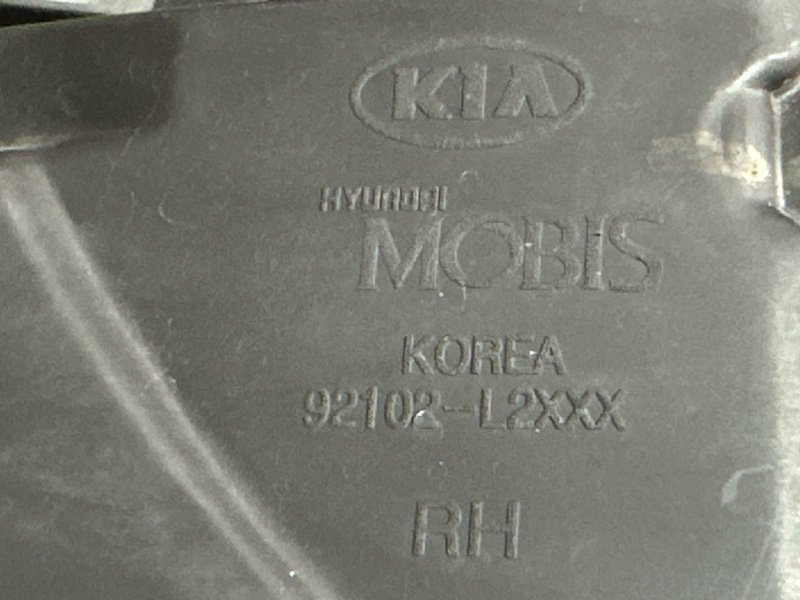 KIA
HYUNDAI
MOBIS
KOREA
92102-L2XXX
RH